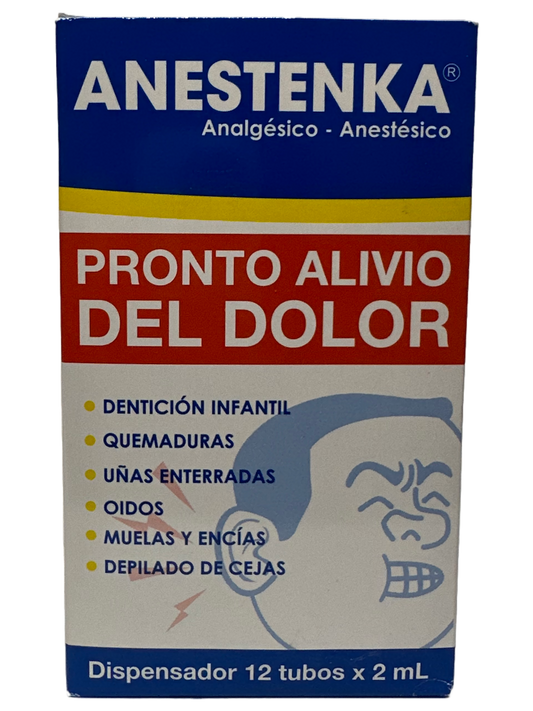 ANESTENKA®
Analgésico - Anestésico
PRONTO ALIVIO
DEL DOLOR
DENTICIÓN INFANTIL
QUEMADURAS
UÑAS ENTERRADAS
OIDOS
MUELAS Y ENCÍAS
DEPILADO DE CEJAS
Dispensador 12 tubos x 2 mL